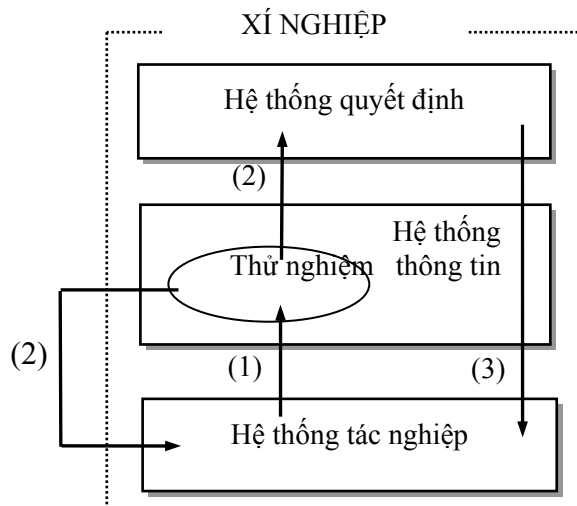 XÍ NGHIỆP
Hệ thống quyết định
(2)
Hệ thống
Thử nghiệm thông tin
(2)
(1)
(3)
Hệ thống tác nghiệp